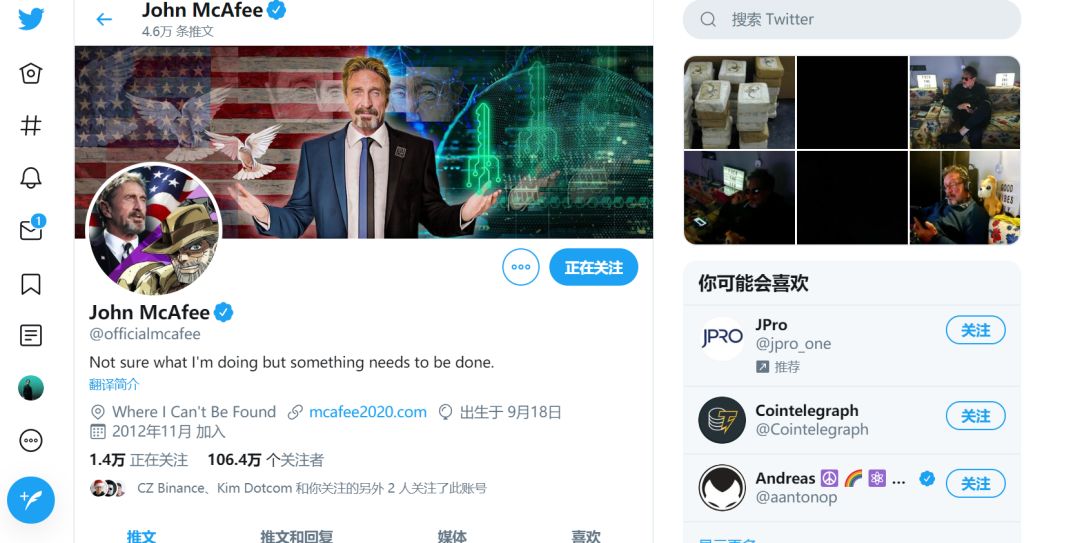 John McAfee
4.6万 条推文
John McAfee
@officialmcafee
Not sure what I'm doing but something needs to be done.
翻译简介
Where I Can't Be Found mcafee2020.com 出生于 9月18日
2012年11月 加入
1.4万 正在关注 106.4万 个关注者
CZ Binance、Kim Dotcom 和你关注的另外 2 人关注了此账号
推文 推文和回复 媒体 喜欢
正在关注
1
搜索 Twitter
GOOD
VIBES
你可能会喜欢
JPRO
JPro
@jpro_one
推荐
关注
Cointelegraph
@Cointelegraph
关注
Andreas ...
@aantonop
关注